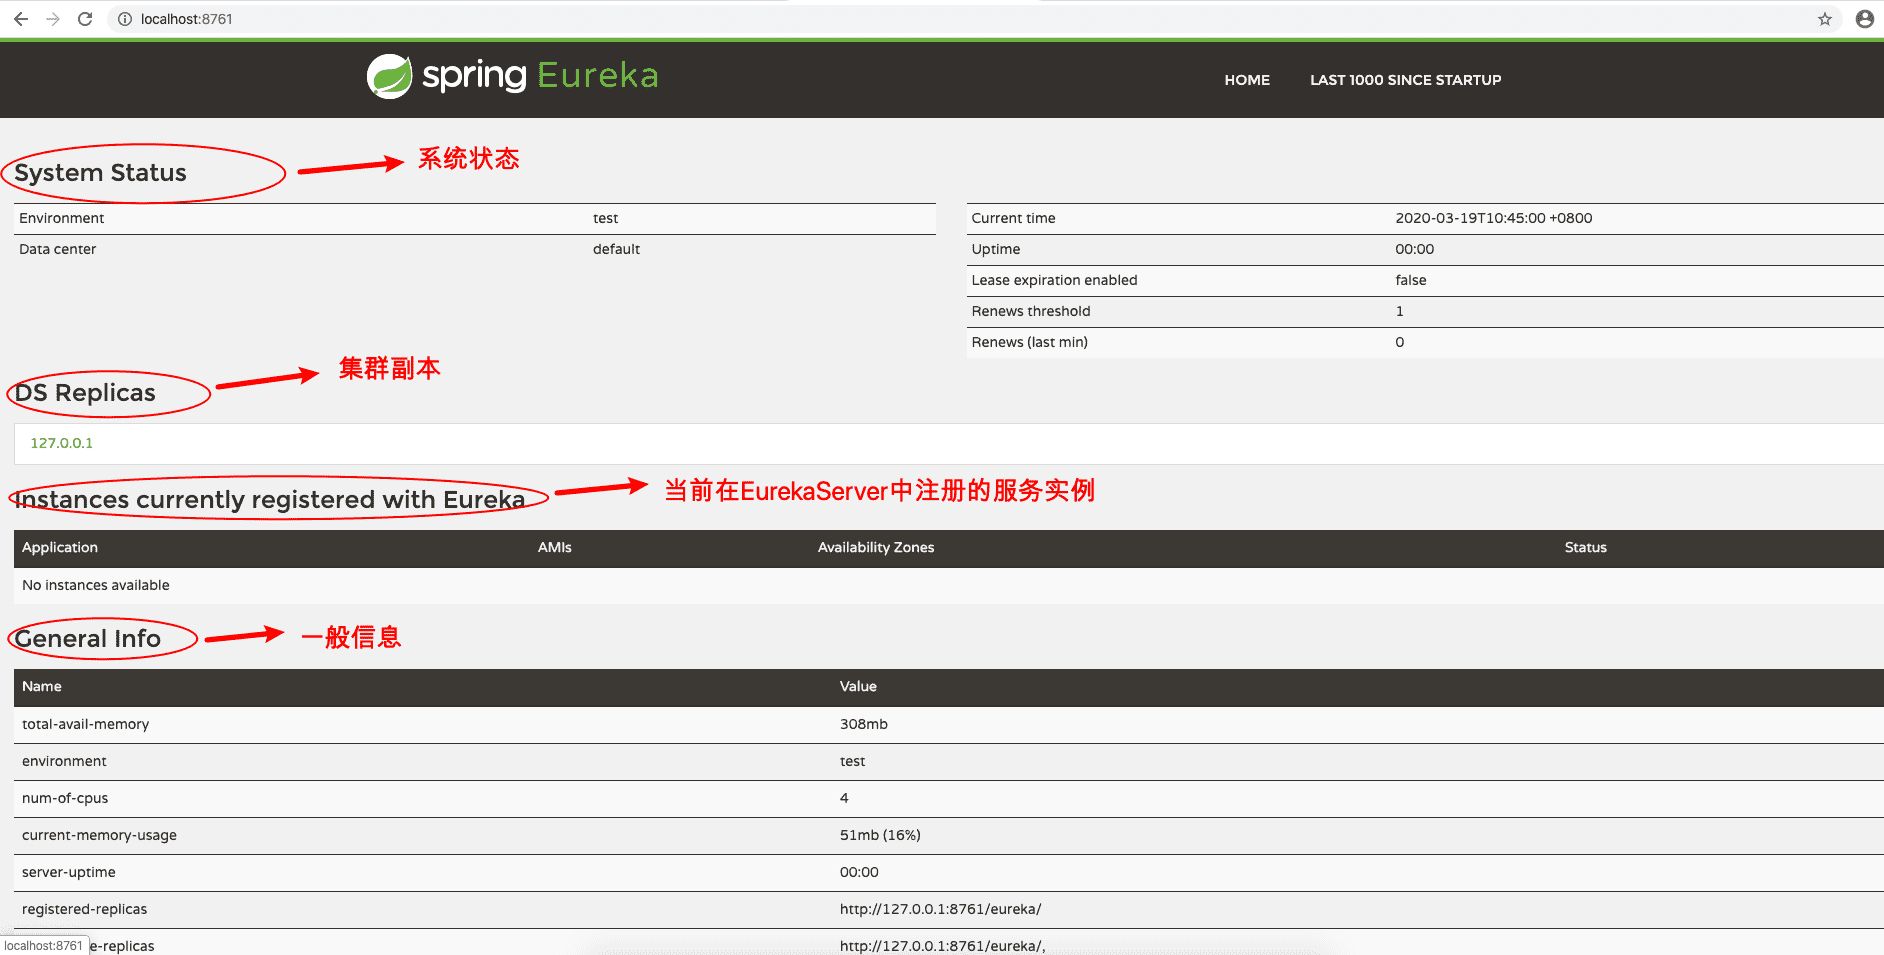 localhost:8761
spring Eureka
HOME LAST 1000 SINCE STARTUP
System Status
系统状态
Environment test
Data center default
Current time 2020-03-19T10:45:00 +0800
Uptime 00:00
Lease expiration enabled false
Renews threshold 1
Renews (last min) 0
DS Replicas
集群副本
127.0.0.1
Instances currently registered with Eureka
当前在EurekaServer中注册的服务实例
Application AMIs Availability Zones Status
No instances available
General Info
一般信息
Name Value
total-avail-memory 308mb
environment test
num-of-cpus 4
current-memory-usage 51mb (16%)
server-uptime 00:00
registered-replicas http://127.0.0.1:8761/eureka/
e-replicas http://127.0.0.1:8761/eureka/,
localhost:8761